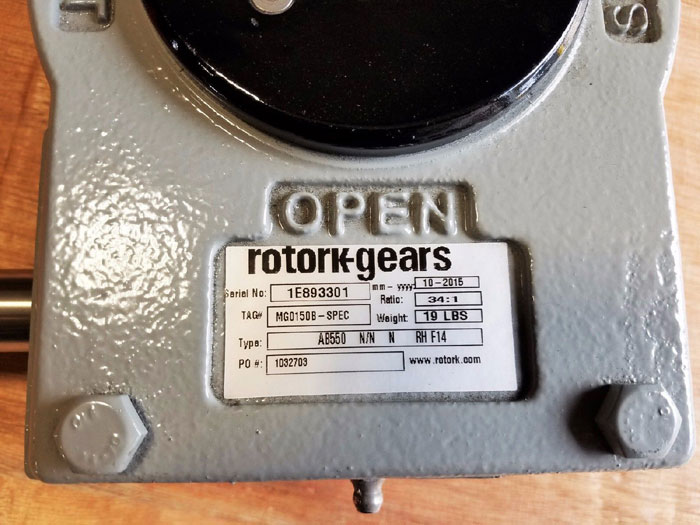 T
S
OPEN
rotork-gears
Serial No: 1E893301 mm - yyyy: 10-2015
Ratio: 34:1
TAG# MG0150B-SPEC Weight: 19 LBS
Type: AB550 N/N N RH F14
PO #: 1032703 www.rotork.com